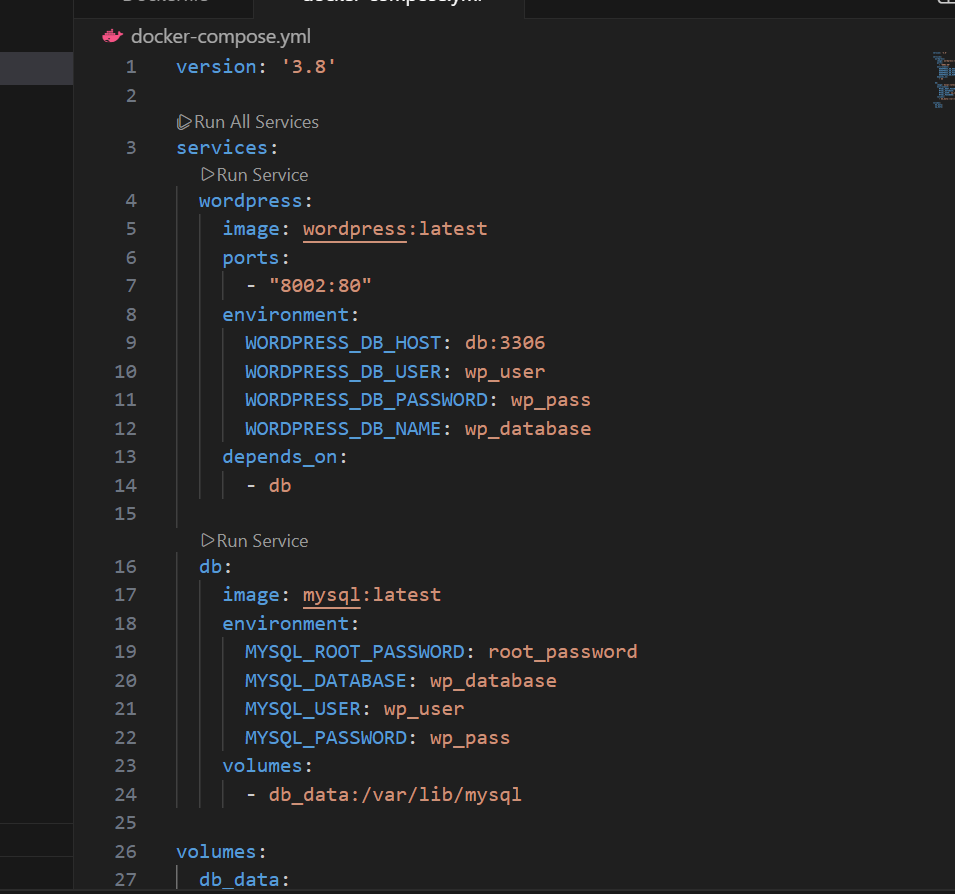 docker-compose.yml
docker-compose.yml
1 version: '3.8'
2
Run All Services
3 services:
Run Service
4 wordpress:
5 image: wordpress:latest
6 ports:
7 - "8002:80"
8 environment:
9 WORDPRESS_DB_HOST: db:3306
10 WORDPRESS_DB_USER: wp_user
11 WORDPRESS_DB_PASSWORD: wp_pass
12 WORDPRESS_DB_NAME: wp_database
13 depends_on:
14 - db
15
Run Service
16 db:
17 image: mysql:latest
18 environment:
19 MYSQL_ROOT_PASSWORD: root_password
20 MYSQL_DATABASE: wp_database
21 MYSQL_USER: wp_user
22 MYSQL_PASSWORD: wp_pass
23 volumes:
24 - db_data:/var/lib/mysql
25
26 volumes:
27 db_data: